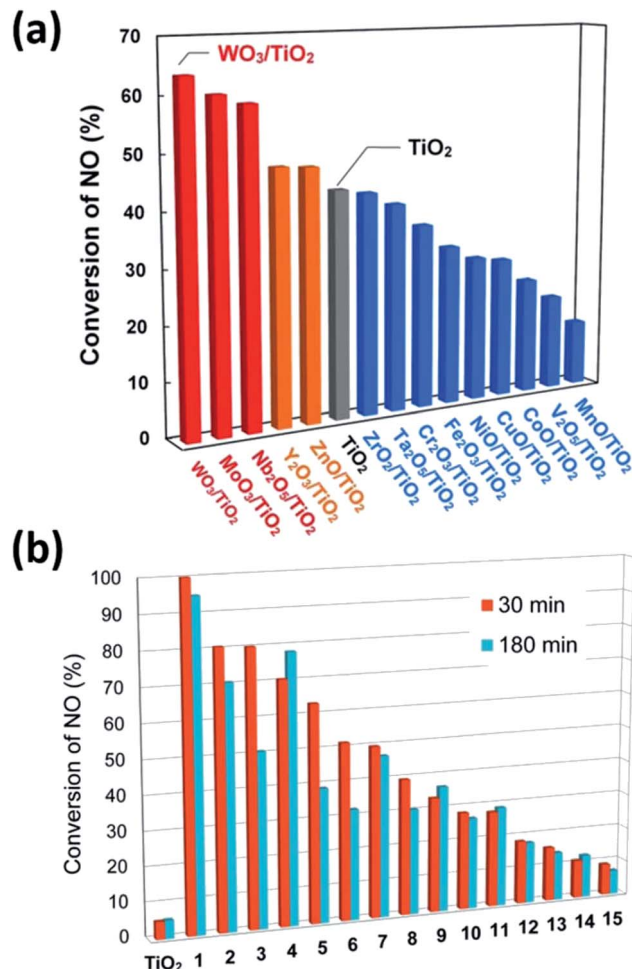 (a)
70
60
50
40
30
20
10
0
Conversion of NO (%)
WO₃/TiO₂
TiO₂
WO₃/TiO₂
MoO₃/TiO₂
Nb₂O₅/TiO₂
Y₂O₃/TiO₂
ZnO/TiO₂
TiO₂
ZrO₂/TiO₂
Ta₂O₅/TiO₂
Cr₂O₃/TiO₂
Fe₂O₃/TiO₂
NiO/TiO₂
CuO/TiO₂
CoO/TiO₂
V₂O₅/TiO₂
MnO/TiO₂
(b)
100
90
80
70
60
50
40
30
20
10
0
Conversion of NO (%)
30 min
180 min
TiO₂ 1 2 3 4 5 6 7 8 9 10 11 12 13 14 15